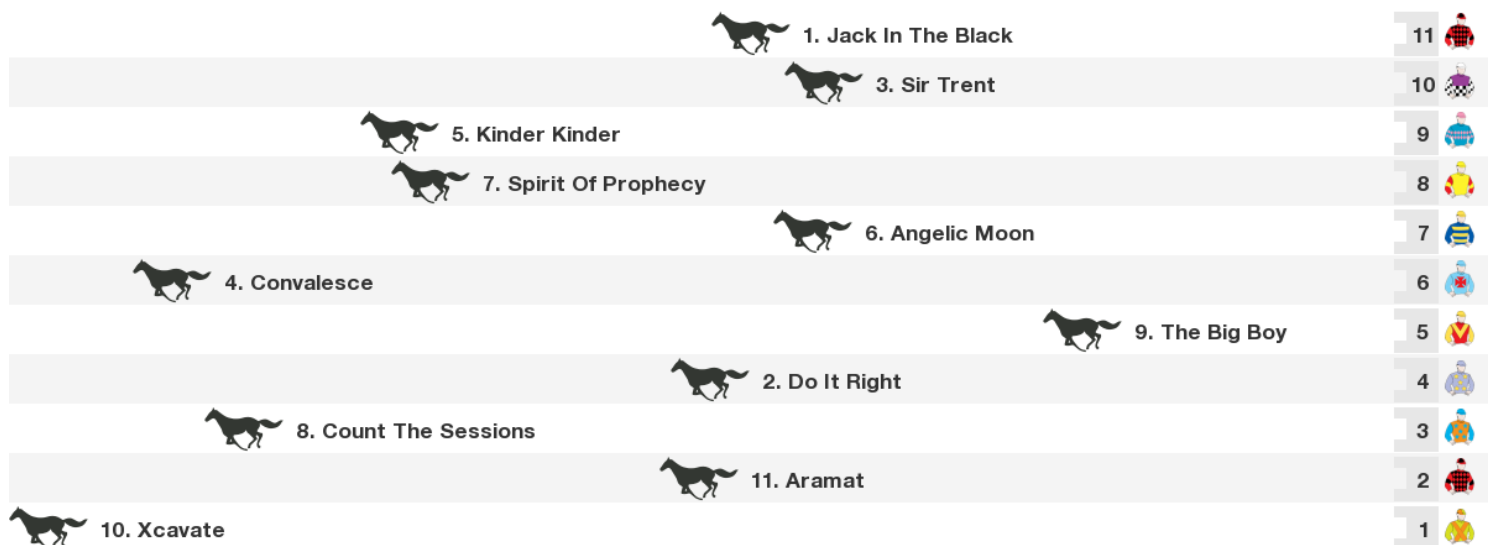 1. Jack In The Black 11
3. Sir Trent 10
5. Kinder Kinder 9
7. Spirit Of Prophecy 8
6. Angelic Moon 7
4. Convalesce 6
9. The Big Boy 5
2. Do It Right 4
8. Count The Sessions 3
11. Aramat 2
10. Xcavate 1